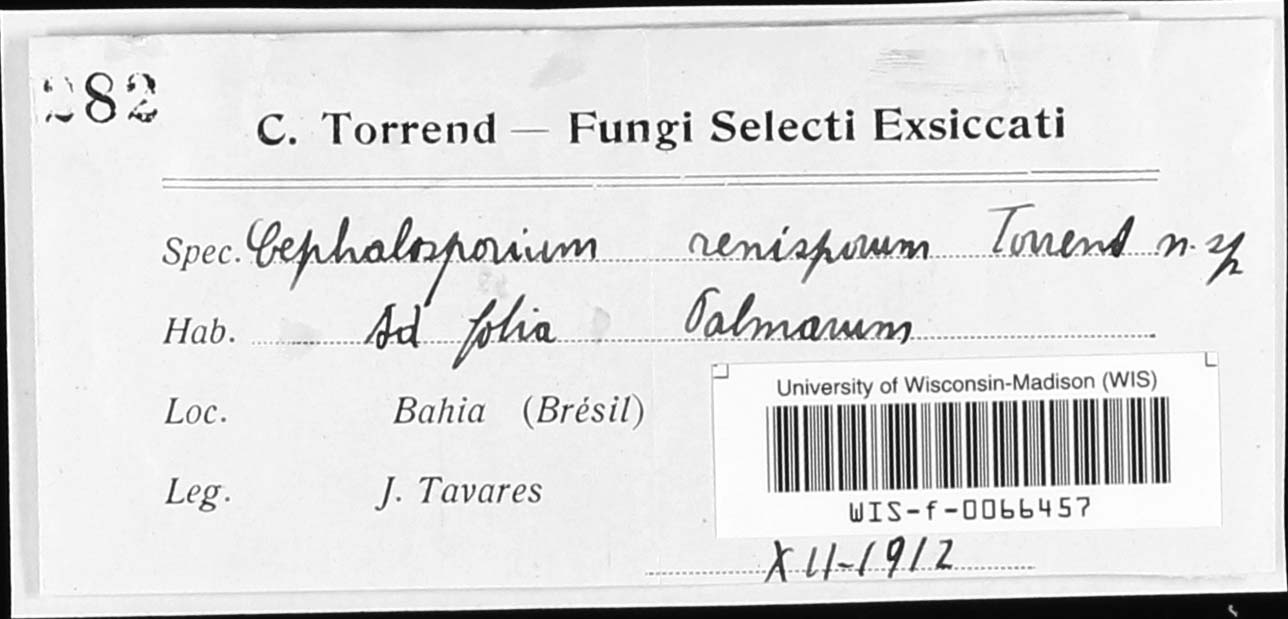 282
C. Torrend — Fungi Selecti Exsiccati
Spec. Cephalosporium renisporum Torrend n. sp
Hab. Ad folia Palmarum
Loc. Bahia (Brésil)
Leg. J. Tavares
University of Wisconsin-Madison (WIS)
WIS-f-0066457
XII-1912